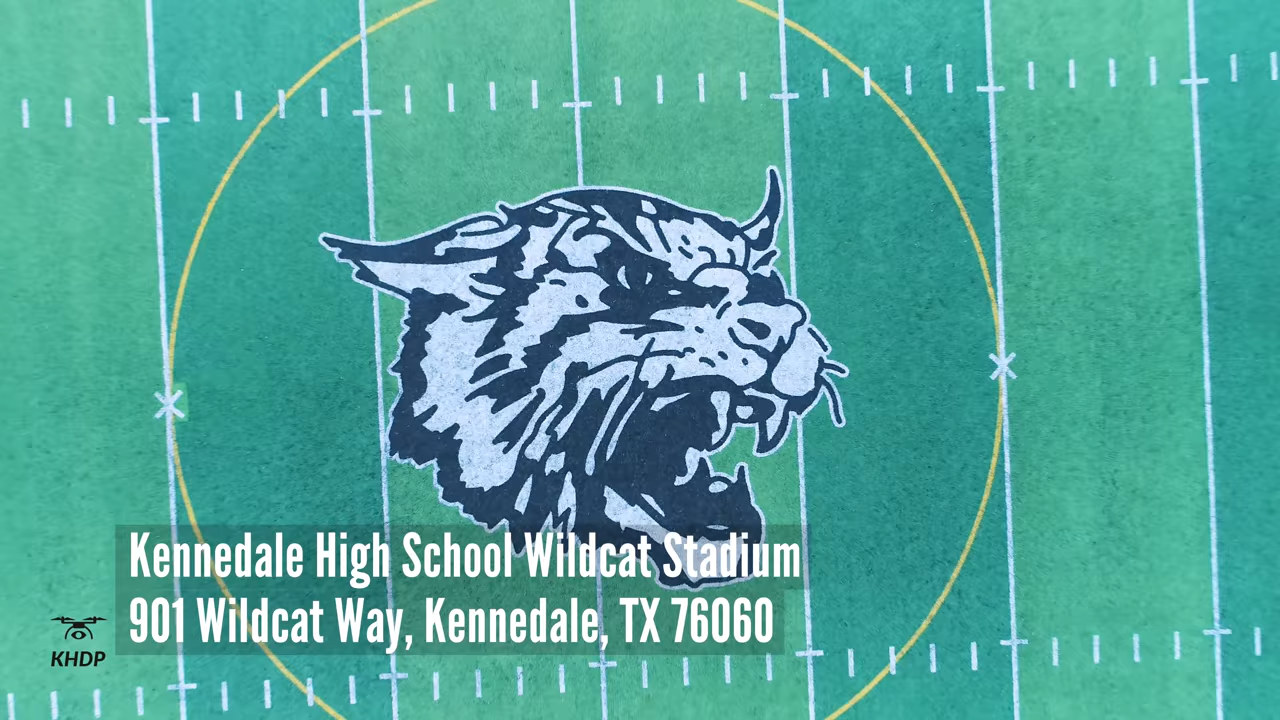 Kennedale High School Wildcat Stadium
901 Wildcat Way, Kennedale, TX 76060
KHDP